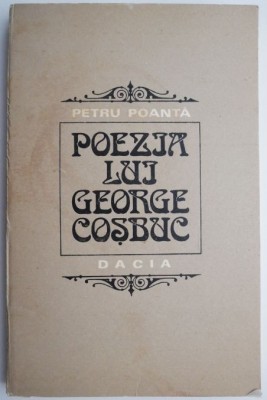 PETRU POANTĂ
POEZIA
LUI
GEORGE
COȘBUC
DACIA